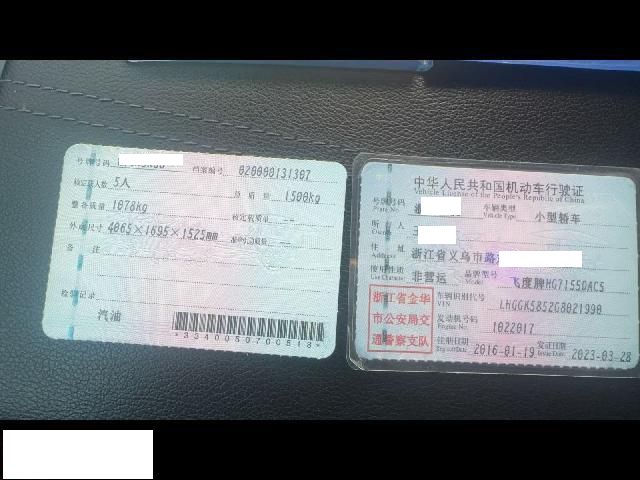 号牌号码
档案编号 020000131307
核定载人数 5人
总质量 1500kg
整备质量 1078kg
核定载质量 --
外廓尺寸 4065×1695×1525mm
准牵引总质量 --
备 注
检验记录
汽油
*3340050700518*
中华人民共和国机动车行驶证
Vehicle License of the People's Republic of China
号牌号码
Plate No.
车辆类型 小型轿车
Vehicle Type
所有人
Owner
住 址 浙江省义乌市
Address
使用性质 非营运
Use Character
品牌型号 飞度牌HG7155DAC5
Model
浙江省金华
市公安局交
通警察支队
车辆识别代号
VIN
发动机号码 1022017
Engine No.
注册日期 2016-01-19
Register Date
发证日期 2023-03-28
Issue Date